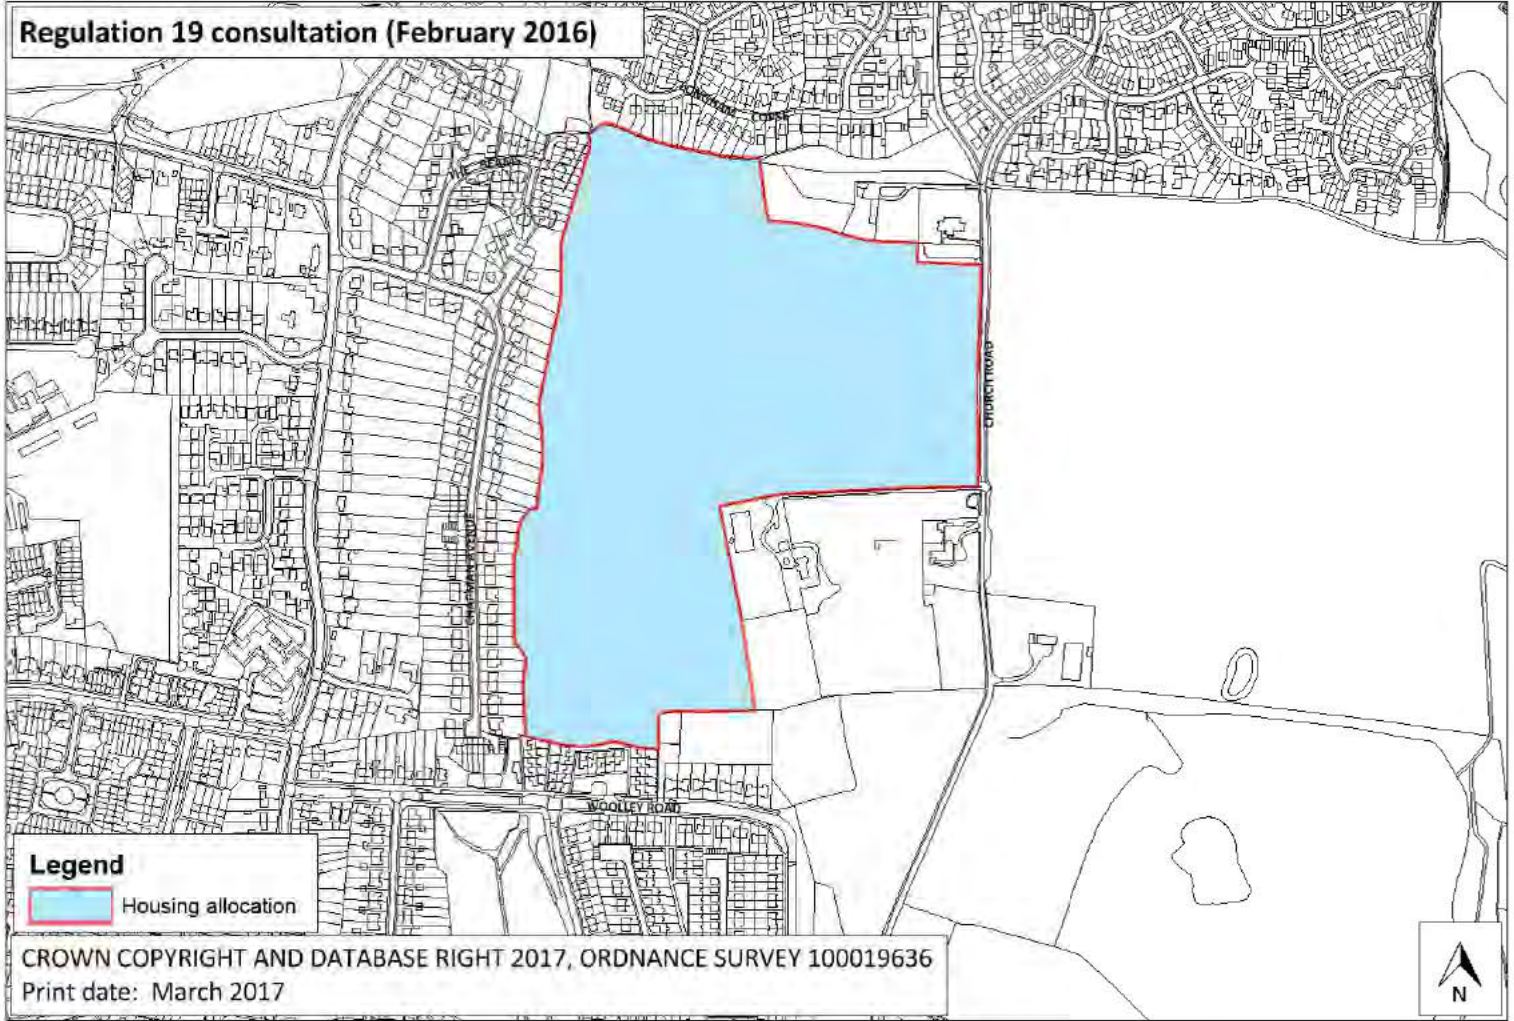 Regulation 19 consultation (February 2016)
COPSE
CHURCH ROAD
CHAPMAN AVENUE
WOOLLEY ROAD
Legend
Housing allocation
CROWN COPYRIGHT AND DATABASE RIGHT 2017, ORDNANCE SURVEY 100019636
Print date: March 2017
N